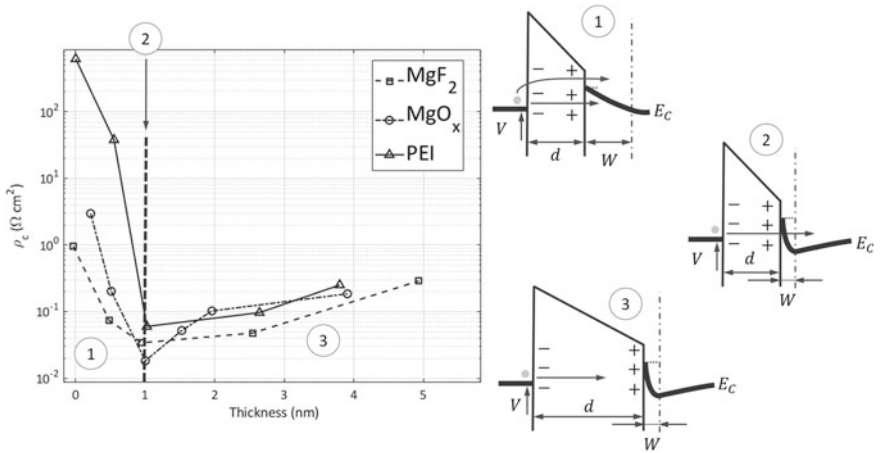 2
MgF2
MgOx
PEI
ρc (Ω cm²)
10²
10¹
10⁰
10⁻¹
10⁻²
1
3
0
1
2
3
4
5
Thickness (nm)
1
− +
− +
− +
V
d
W
EC
2
− +
− +
− +
V
d
W
EC
3
− +
− +
− +
V
d
W
EC